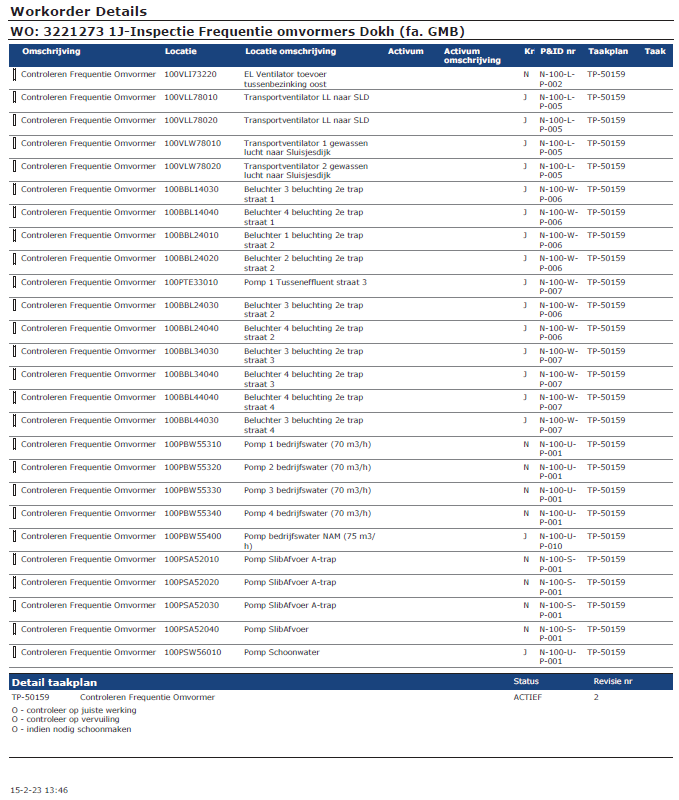 Workorder Details
WO: 3221273 1J-Inspectie Frequentie omvormers Dokh (fa. GMB)
Omschrijving Locatie Locatie omschrijving Activum Activum Kr P&ID nr Taakplan Taak
omschrijving
Controleren Frequentie Omvormer 100VLI73220 EL Ventilator toevoer N N-100-L- TP-50159
tussenbezinking oost P-002
Controleren Frequentie Omvormer 100VLL78010 Transportventilator LL naar SLD J N-100-L- TP-50159
P-005
Controleren Frequentie Omvormer 100VLL78020 Transportventilator LL naar SLD J N-100-L- TP-50159
P-005
Controleren Frequentie Omvormer 100VLW78010 Transportventilator 1 gewassen J N-100-L- TP-50159
lucht naar Sluisjesdijk P-005
Controleren Frequentie Omvormer 100VLW78020 Transportventilator 2 gewassen J N-100-L- TP-50159
lucht naar Sluisjesdijk P-005
Controleren Frequentie Omvormer 100BBL14030 Beluchter 3 beluchting 2e trap J N-100-W- TP-50159
straat 1 P-006
Controleren Frequentie Omvormer 100BBL14040 Beluchter 4 beluchting 2e trap J N-100-W- TP-50159
straat 1 P-006
Controleren Frequentie Omvormer 100BBL24010 Beluchter 1 beluchting 2e trap J N-100-W- TP-50159
straat 2 P-006
Controleren Frequentie Omvormer 100BBL24020 Beluchter 2 beluchting 2e trap J N-100-W- TP-50159
straat 2 P-006
Controleren Frequentie Omvormer 100PTE33010 Pomp 1 Tusseneffluent straat 3 J N-100-W- TP-50159
P-007
Controleren Frequentie Omvormer 100BBL24030 Beluchter 3 beluchting 2e trap J N-100-W- TP-50159
straat 2 P-006
Controleren Frequentie Omvormer 100BBL24040 Beluchter 4 beluchting 2e trap J N-100-W- TP-50159
straat 2 P-006
Controleren Frequentie Omvormer 100BBL34030 Beluchter 3 beluchting 2e trap J N-100-W- TP-50159
straat 3 P-007
Controleren Frequentie Omvormer 100BBL34040 Beluchter 4 beluchting 2e trap J N-100-W- TP-50159
straat 3 P-007
Controleren Frequentie Omvormer 100BBL44040 Beluchter 4 beluchting 2e trap J N-100-W- TP-50159
straat 4 P-007
Controleren Frequentie Omvormer 100BBL44030 Beluchter 3 beluchting 2e trap J N-100-W- TP-50159
straat 4 P-007
Controleren Frequentie Omvormer 100PBW55310 Pomp 1 bedrijfswater (70 m3/h) N N-100-U- TP-50159
P-001
Controleren Frequentie Omvormer 100PBW55320 Pomp 2 bedrijfswater (70 m3/h) N N-100-U- TP-50159
P-001
Controleren Frequentie Omvormer 100PBW55330 Pomp 3 bedrijfswater (70 m3/h) N N-100-U- TP-50159
P-001
Controleren Frequentie Omvormer 100PBW55340 Pomp 4 bedrijfswater (70 m3/h) N N-100-U- TP-50159
P-001
Controleren Frequentie Omvormer 100PBW55400 Pomp bedrijfswater NAM (75 m3/ J N-100-U- TP-50159
h) P-010
Controleren Frequentie Omvormer 100PSA52010 Pomp SlibAfvoer A-trap N N-100-S- TP-50159
P-001
Controleren Frequentie Omvormer 100PSA52020 Pomp SlibAfvoer A-trap N N-100-S- TP-50159
P-001
Controleren Frequentie Omvormer 100PSA52030 Pomp SlibAfvoer A-trap N N-100-S- TP-50159
P-001
Controleren Frequentie Omvormer 100PSA52040 Pomp SlibAfvoer N N-100-S- TP-50159
P-001
Controleren Frequentie Omvormer 100PSW56010 Pomp Schoonwater J N-100-U- TP-50159
P-001
Detail taakplan Status Revisie nr
TP-50159 Controleren Frequentie Omvormer ACTIEF 2
O - controleer op juiste werking
O - controleer op vervuiling
O - indien nodig schoonmaken
15-2-23 13:46